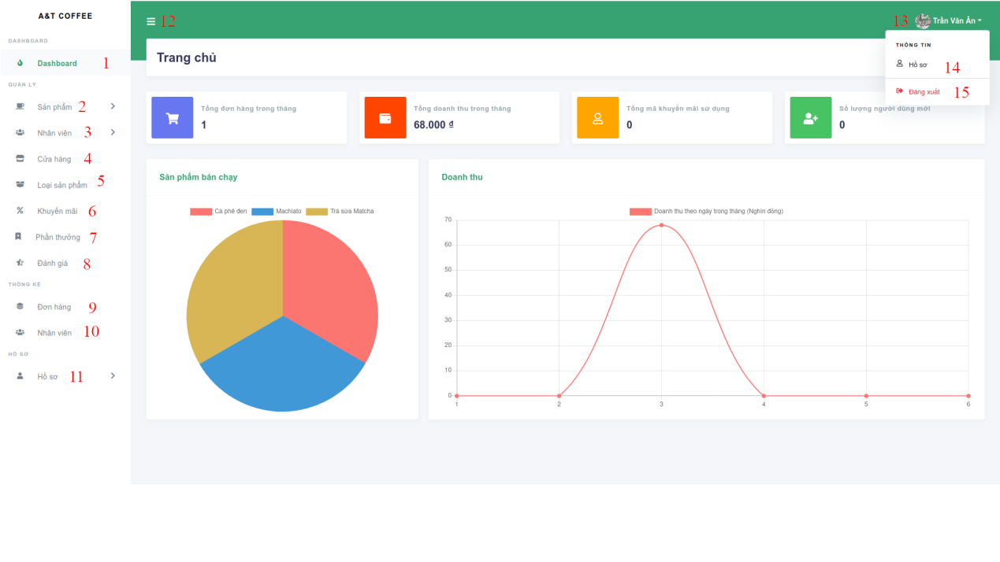 A&T COFFEE
DASHBOARD
Dashboard 1
QUẢN LÝ
Sản phẩm 2
Nhân viên 3
Cửa hàng 4
Loại sản phẩm 5
Khuyến mãi 6
Phần thưởng 7
Đánh giá 8
THỐNG KÊ
Đơn hàng 9
Nhân viên 10
HỒ SƠ
Hồ sơ 11
12
13 Trần Văn Ân
THÔNG TIN
Hồ sơ 14
Đăng xuất 15
Trang chủ
Tổng đơn hàng trong tháng
1
Tổng doanh thu trong tháng
68.000 ₫
Tổng mã khuyến mãi sử dụng
0
Số lượng người dùng mới
0
Sản phẩm bán chạy
Cà phê đen Machiato Trà sữa Matcha
Doanh thu
Doanh thu theo ngày trong tháng (Nghìn đồng)
70
60
50
40
30
20
10
0
1 2 3 4 5 6